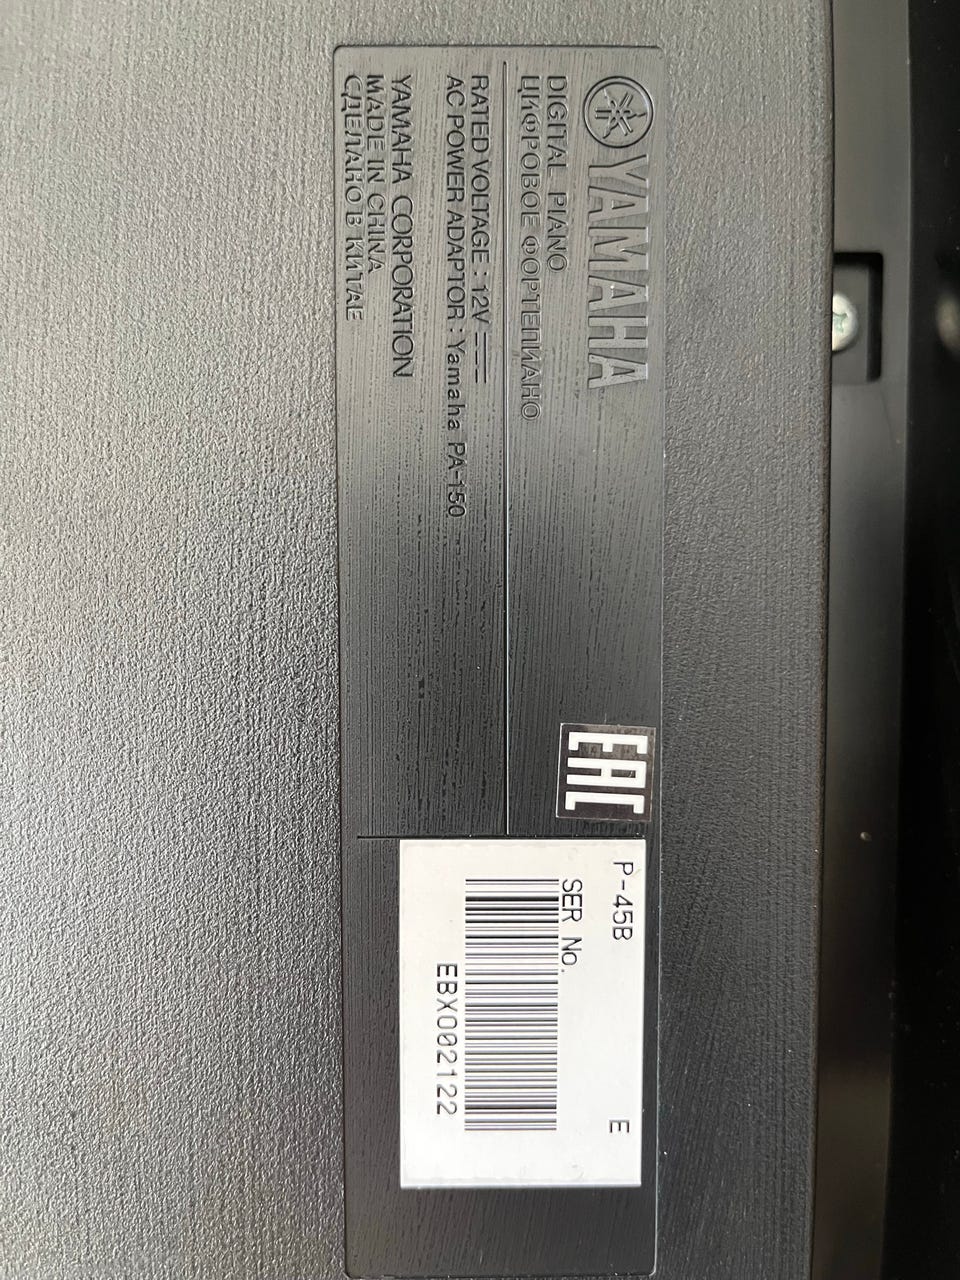 YAMAHA
DIGITAL PIANO
ЦИФРОВОЕ ФОРТЕПИАНО
RATED VOLTAGE : 12V
AC POWER ADAPTOR : Yamaha PA-150
YAMAHA CORPORATION
MADE IN CHINA
СДЕЛАНО В КИТАЕ
EAC
P-45B E
SER No.
EBX002122